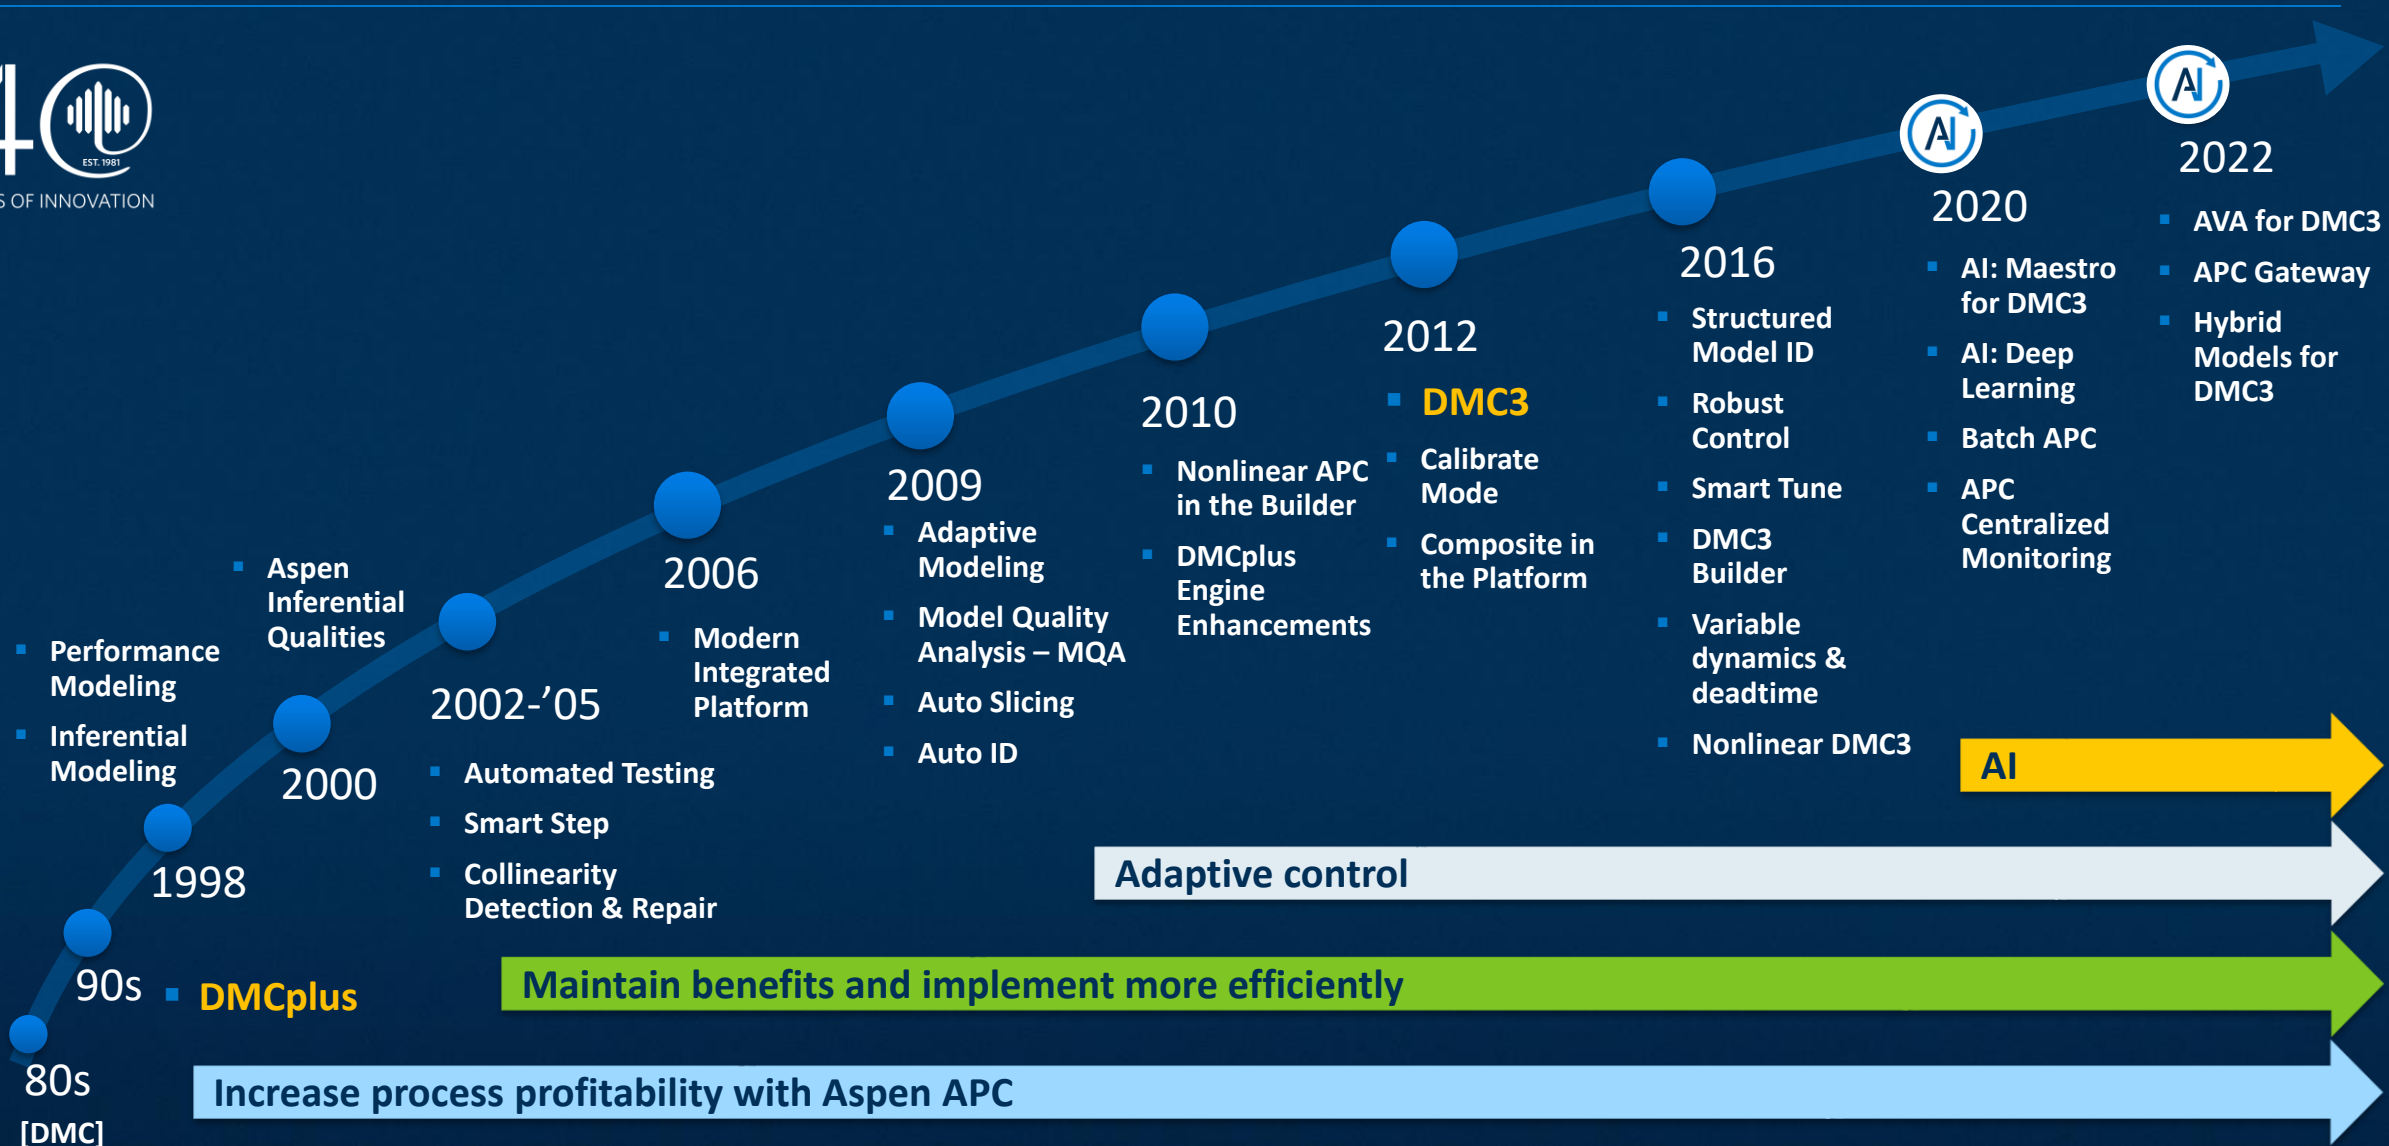 40
EST. 1981
S OF INNOVATION
80s
[DMC]
90s
DMCplus
1998
Performance
Modeling
Inferential
Modeling
2000
Aspen
Inferential
Qualities
2002-’05
Automated Testing
Smart Step
Collinearity
Detection & Repair
2006
Modern
Integrated
Platform
2009
Adaptive
Modeling
Model Quality
Analysis – MQA
Auto Slicing
Auto ID
2010
Nonlinear APC
in the Builder
DMCplus
Engine
Enhancements
2012
DMC3
Calibrate
Mode
Composite in
the Platform
2016
Structured
Model ID
Robust
Control
Smart Tune
DMC3
Builder
Variable
dynamics &
deadtime
Nonlinear DMC3
AI
2020
AI: Maestro
for DMC3
AI: Deep
Learning
Batch APC
APC
Centralized
Monitoring
AI
2022
AVA for DMC3
APC Gateway
Hybrid
Models for
DMC3
AI
Adaptive control
Maintain benefits and implement more efficiently
Increase process profitability with Aspen APC